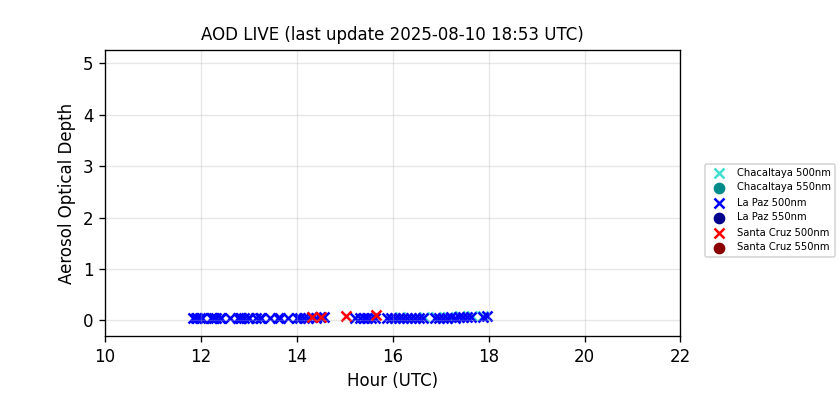 AOD LIVE (last update 2025-08-10 18:53 UTC)
Aerosol Optical Depth
5
4
3
2
1
0
10 12 14 16 18 20 22
Hour (UTC)
Chacaltaya 500nm
Chacaltaya 550nm
La Paz 500nm
La Paz 550nm
Santa Cruz 500nm
Santa Cruz 550nm